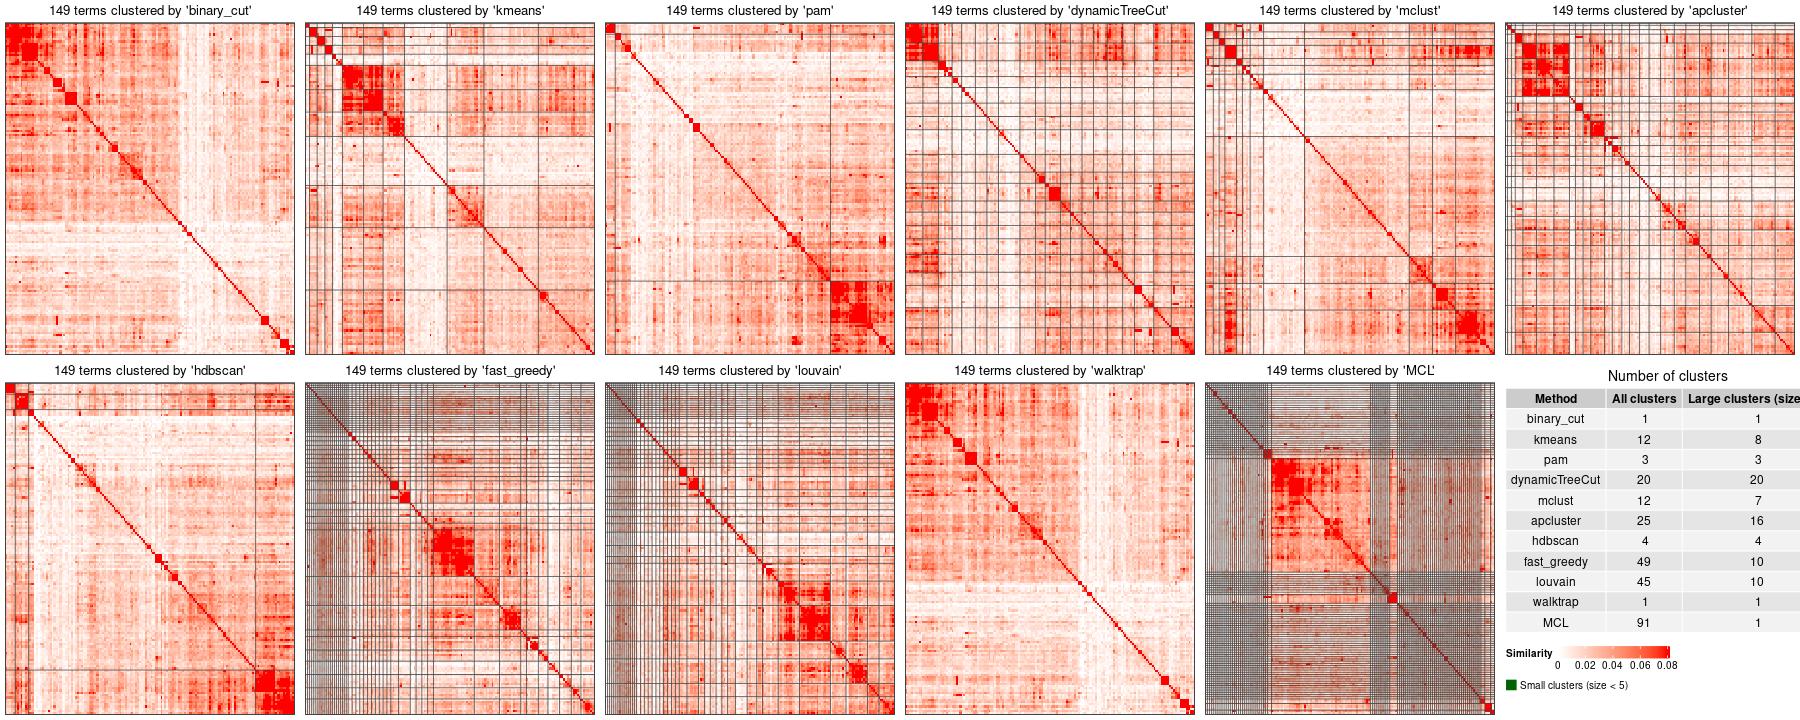 149 terms clustered by 'binary_cut'
149 terms clustered by 'kmeans'
149 terms clustered by 'pam'
149 terms clustered by 'dynamicTreeCut'
149 terms clustered by 'mclust'
149 terms clustered by 'apcluster'
149 terms clustered by 'hdbscan'
149 terms clustered by 'fast_greedy'
149 terms clustered by 'louvain'
149 terms clustered by 'walktrap'
149 terms clustered by 'MCL'
Number of clusters
Method All clusters Large clusters (size
binary_cut 1 1
kmeans 12 8
pam 3 3
dynamicTreeCut 20 20
mclust 12 7
apcluster 25 16
hdbscan 4 4
fast_greedy 49 10
louvain 45 10
walktrap 1 1
MCL 91 1
Similarity
0 0.02 0.04 0.06 0.08
Small clusters (size < 5)